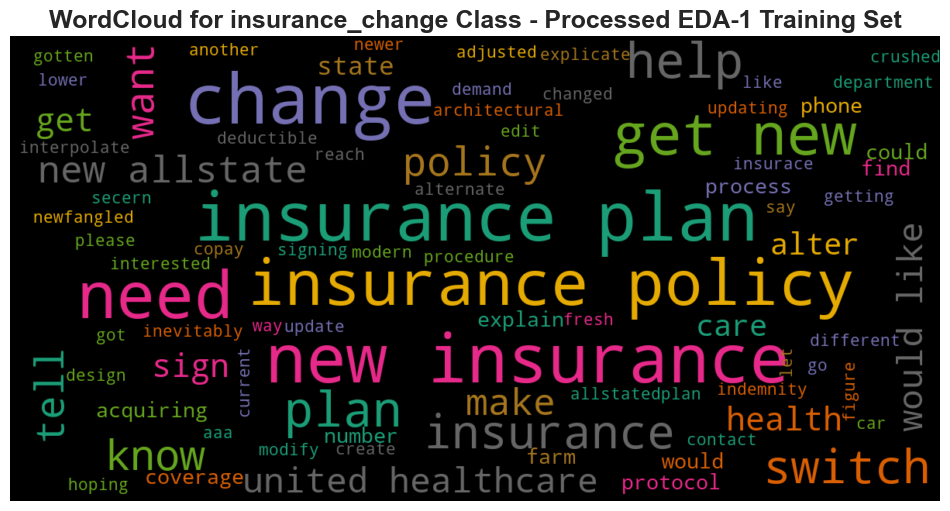 WordCloud for insurance_change Class - Processed EDA-1 Training Set
gotten
another
newer
adjusted
explicate
crushed
lower
want
state
help
like
department
change
demand
changed
architectural
updating
phone
get
deductible
edit
get new
could
interpolate
reach
new allstate
policy
insurace
find
alternate
process
getting
secern
newfangled
insurance plan
say
please
copay
signing
modern
procedure
alter
interested
need
insurance policy
would like
got
inevitably
way
update
explain
fresh
care
different
tell
design
sign
current
new insurance
let
go
figure
acquiring
plan
make
allstatedplan
indemnity
health
car
aaa
number
insurance
contact
know
modify
create
farm
would
switch
hoping
coverage
united healthcare
protocol